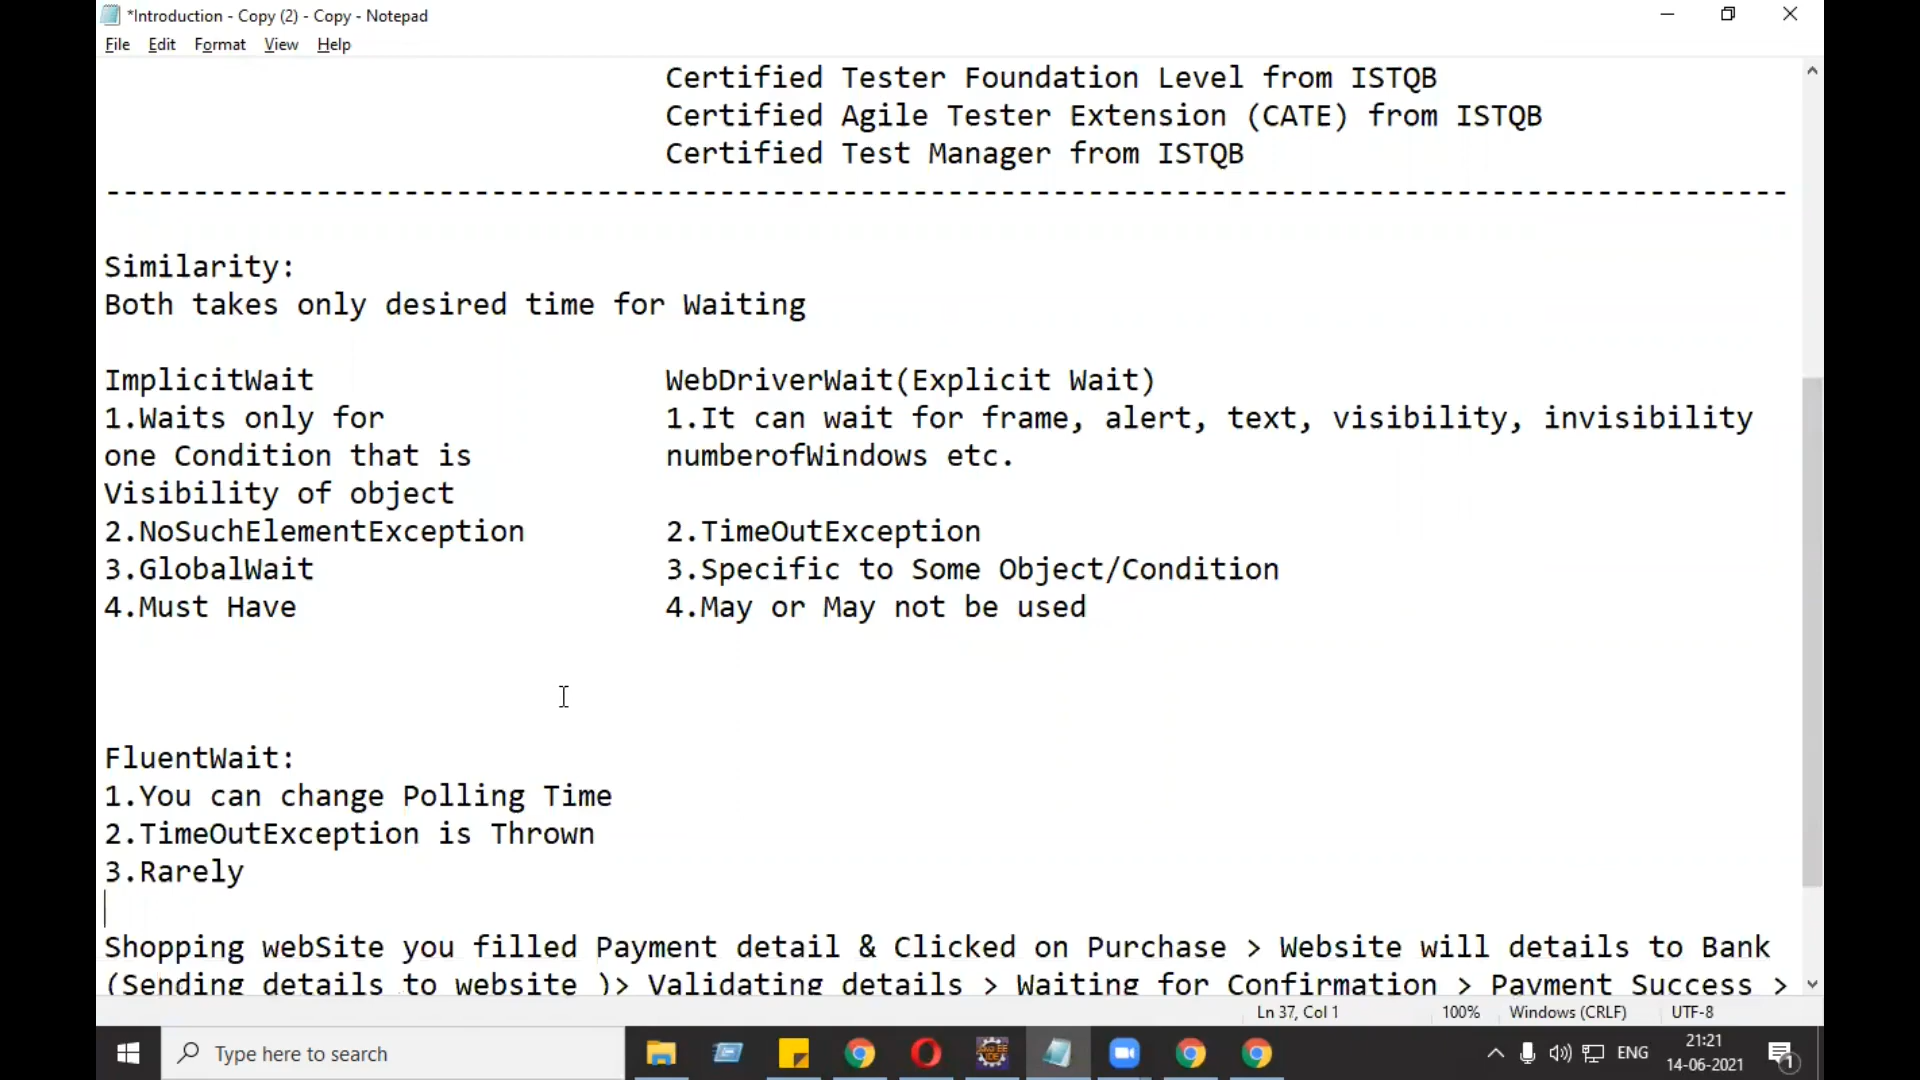 *Introduction - Copy (2) - Copy - Notepad
File Edit Format View Help
Certified Tester Foundation Level from ISTQB
Certified Agile Tester Extension (CATE) from ISTQB
Certified Test Manager from ISTQB
------------------------------------------------------------------------------------------------
Similarity:
Both takes only desired time for Waiting
ImplicitWait WebDriverWait(Explicit Wait)
1.Waits only for 1.It can wait for frame, alert, text, visibility, invisibility
one Condition that is numberofWindows etc.
Visibility of object
2.NoSuchElementException 2.TimeOutException
3.GlobalWait 3.Specific to Some Object/Condition
4.Must Have 4.May or May not be used
FluentWait:
1.You can change Polling Time
2.TimeOutException is Thrown
3.Rarely
Shopping webSite you filled Payment detail & Clicked on Purchase > Website will details to Bank
(Sending details to website )> Validating details > Waiting for Confirmation > Payment Success >
Ln 37, Col 1 100% Windows (CRLF) UTF-8
Type here to search
ENG
21:21
14-06-2021
1